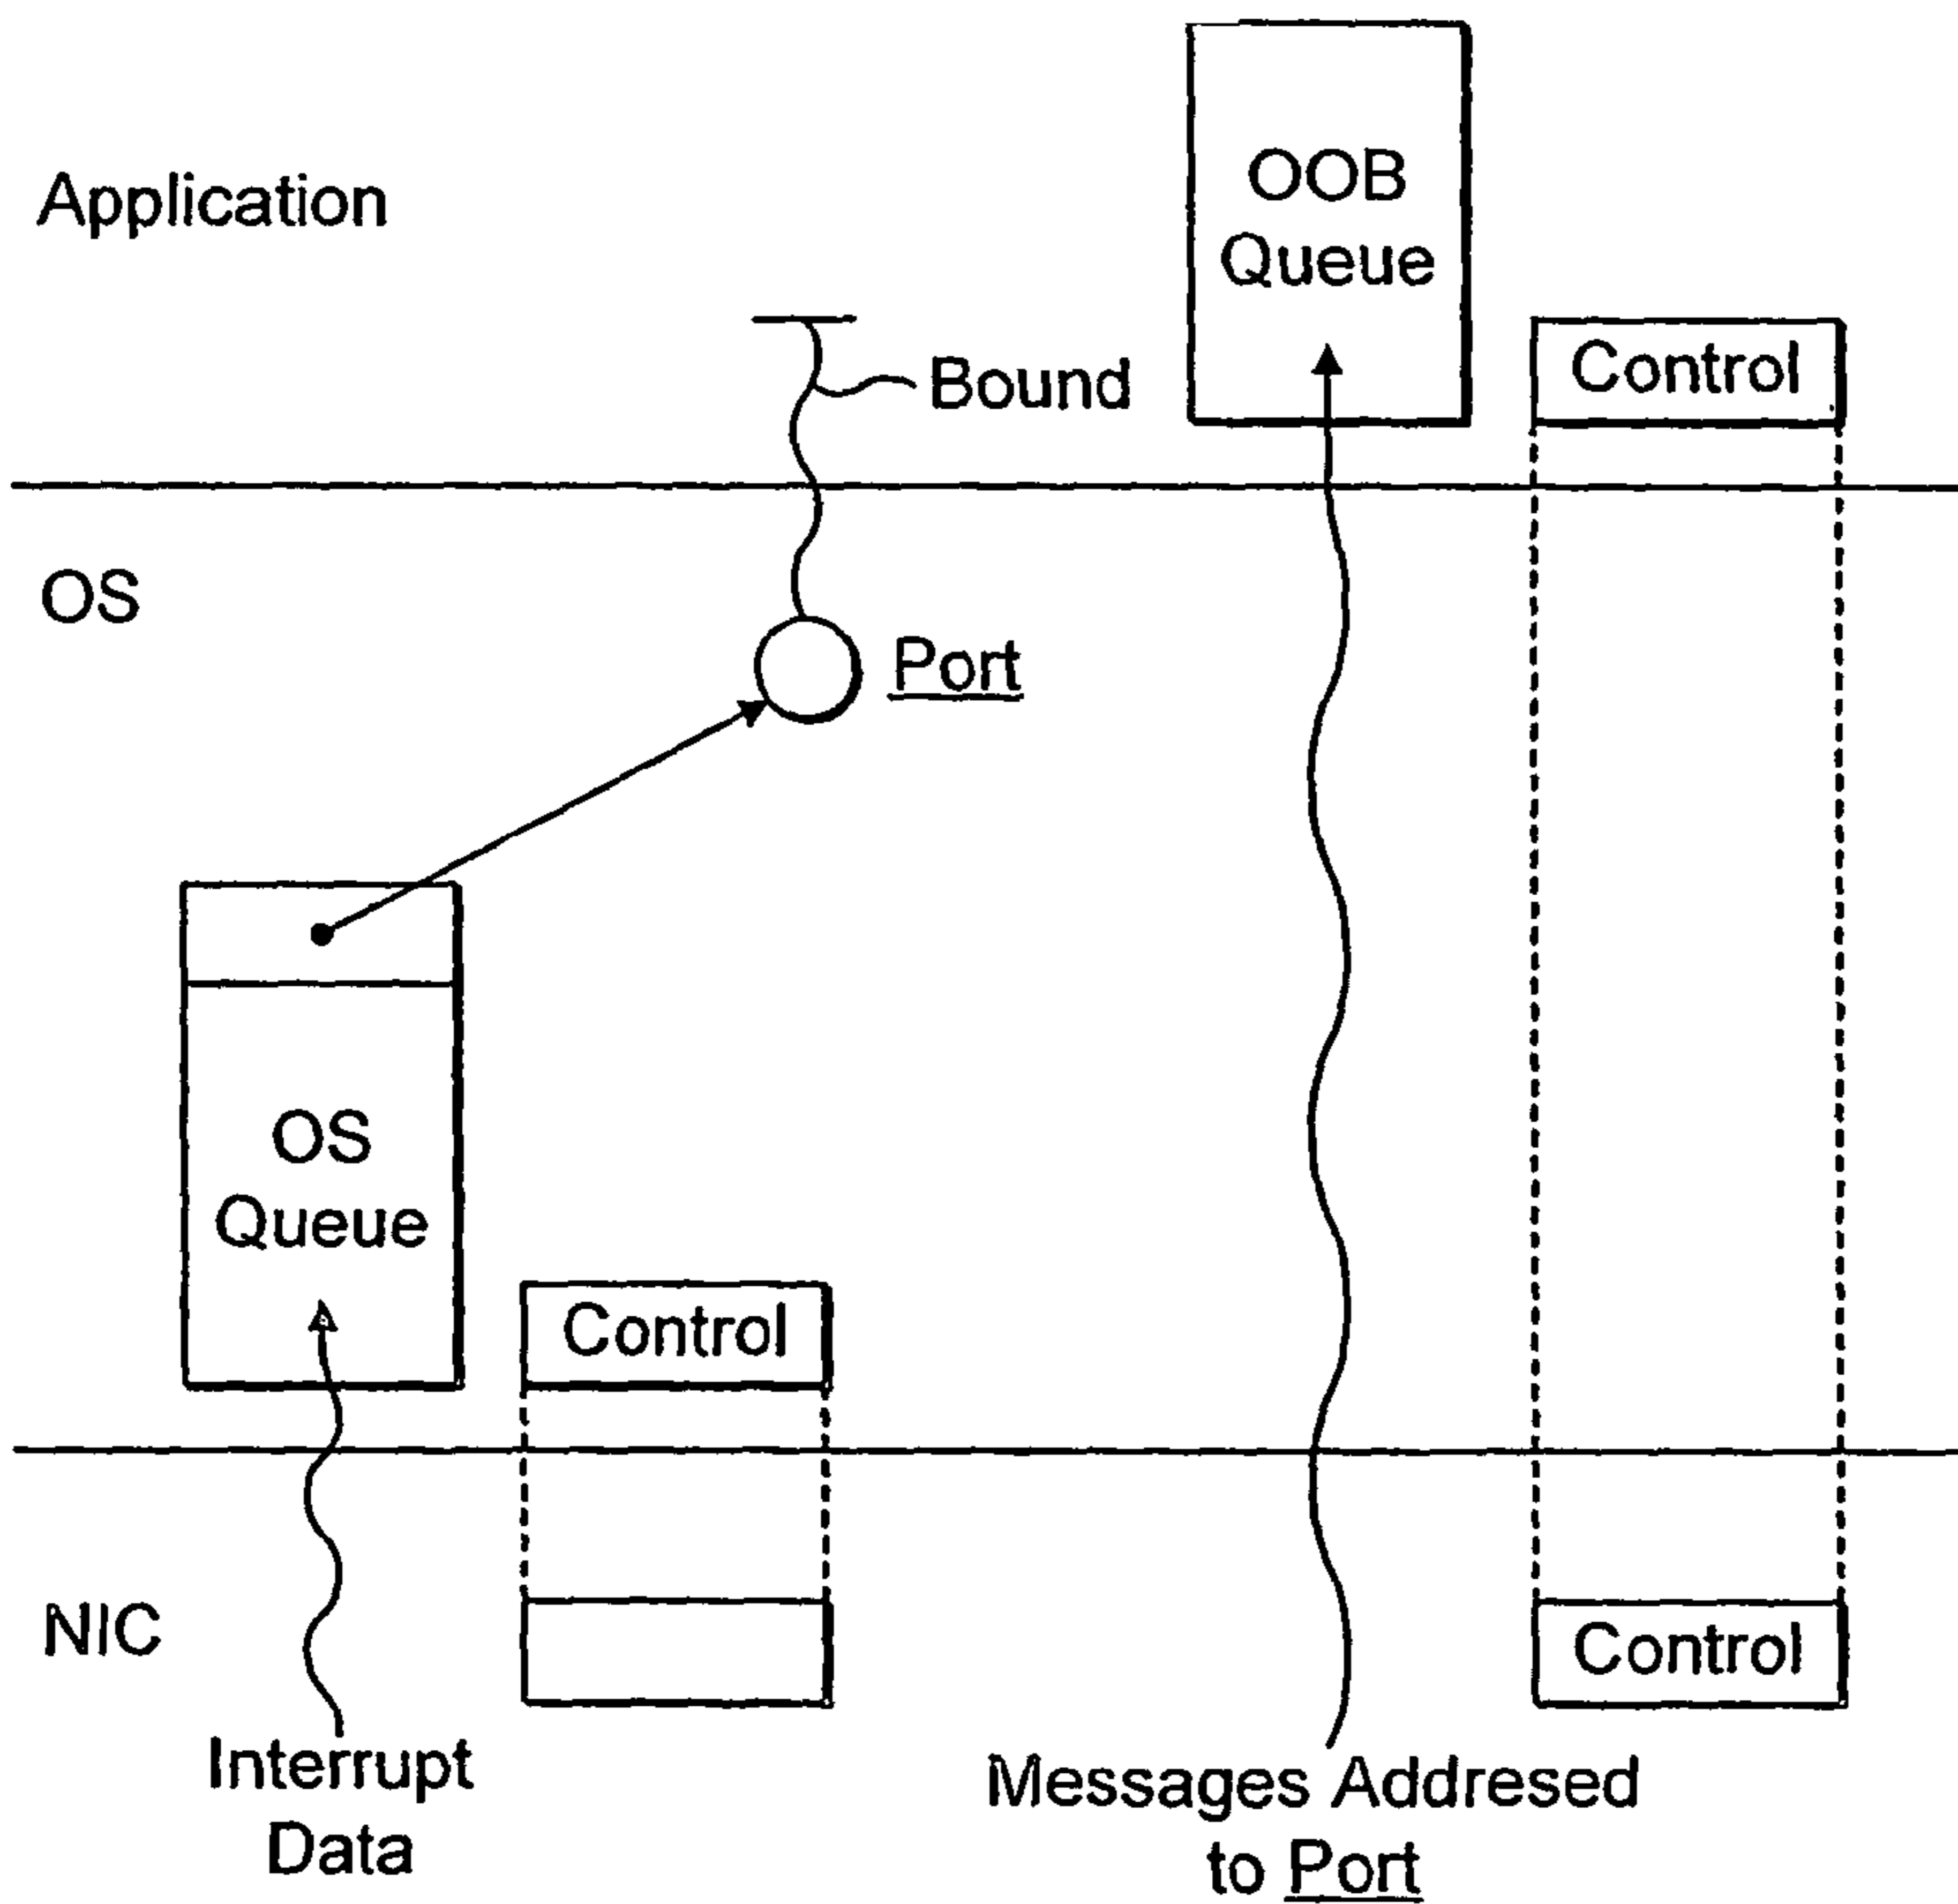 Application
OOB
Queue
Control
Bound
OS
Port
OS
Queue
Control
NIC
Control
Interrupt
Data
Messages Addresed
to Port